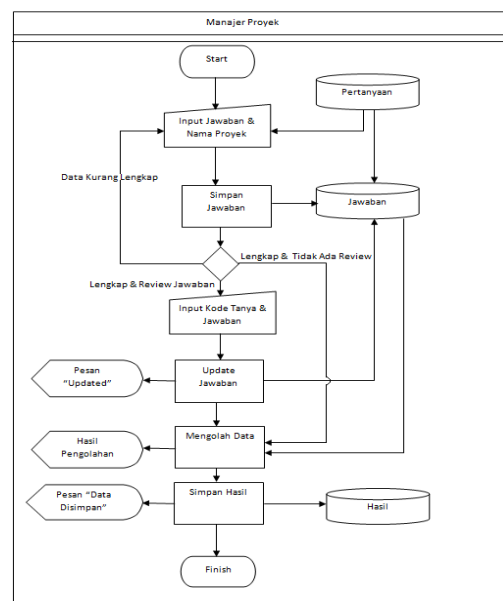 Manajer Proyek
Start
Pertanyaan
Input Jawaban &
Nama Proyek
Data Kurang Lengkap
Simpan
Jawaban
Jawaban
Lengkap & Tidak Ada Review
Lengkap & Review Jawaban
Input Kode Tanya &
Jawaban
Pesan
“Updated”
Update
Jawaban
Hasil
Pengolahan
Mengolah Data
Pesan “Data
Disimpan”
Simpan Hasil
Hasil
Finish